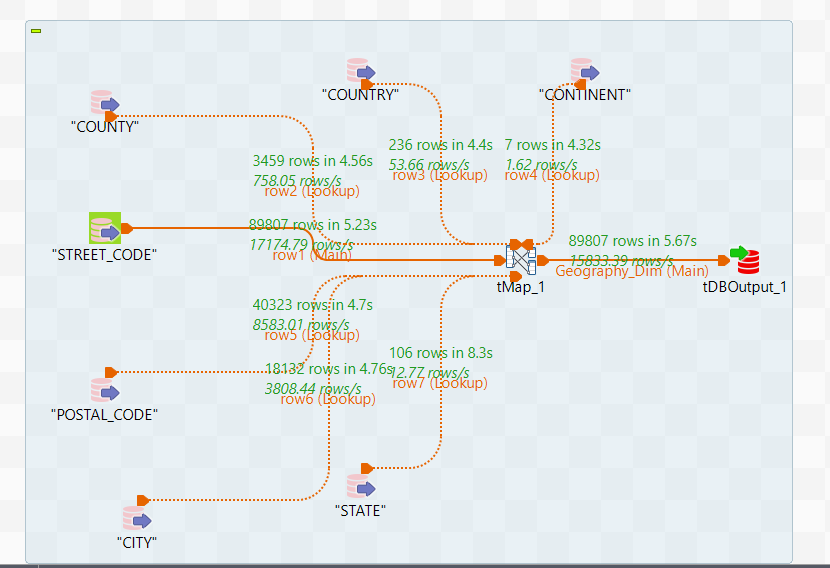 "COUNTRY"
"CONTINENT"
"COUNTY"
236 rows in 4.4s
53.66 rows/s
row3 (Lookup)
7 rows in 4.32s
1.62 rows/s
row4 (Lookup)
3459 rows in 4.56s
758.05 rows/s
row2 (Lookup)
89807 rows in 5.23s
17174.79 rows/s
row1 (Main)
"STREET_CODE"
89807 rows in 5.67s
15833.39 rows/s
Geography_Dim (Main)
tMap_1
tDBOutput_1
40323 rows in 4.7s
8583.01 rows/s
row5 (Lookup)
106 rows in 8.3s
12.77 rows/s
row7 (Lookup)
18132 rows in 4.76s
3808.44 rows/s
row6 (Lookup)
"POSTAL_CODE"
"STATE"
"CITY"